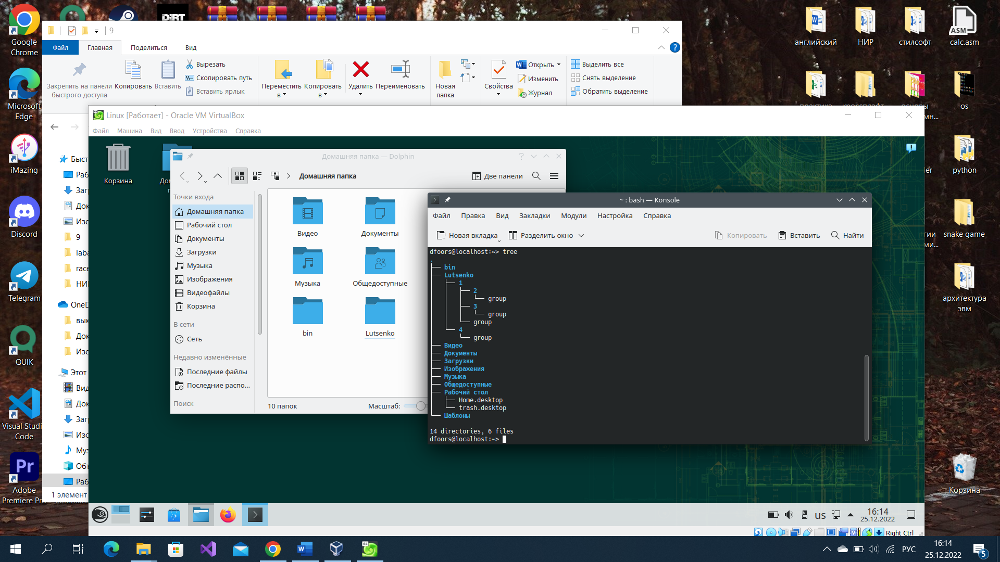 Google Chrome
Microsoft Edge
iMazing
Discord
Telegram
QUIK
Visual Studi Code
Adobe Premiere Pr...
DiRT
английский
НИР
стилсофт
calc.asm
ASM
os
python
snake game
архитектура эвм
Корзина
9
Файл
Главная
Поделиться
Вид
Закрепить на панели быстрого доступа
Копировать
Вставить
Вырезать
Скопировать путь
Вставить ярлык
Переместить в
Копировать в
Удалить
Переименовать
Новая папка
Свойства
Открыть
Изменить
Журнал
Выделить все
Снять выделение
Обратить выделение
Быст
Раб
Заг
Док
Изо
9
laba
race
НИ
OneD
вык
Док
Изо
Этот
Вид
Док
Заг
Изо
Муз
Объ
Раб
1 элемент
Linux [Работает] - Oracle VM VirtualBox
Файл Машина Вид Ввод Устройства Справка
Корзина
Домашняя папка — Dolphin
Домашняя папка
Две панели
Точки входа
Домашняя папка
Рабочий стол
Документы
Загрузки
Музыка
Изображения
Видеофайлы
Корзина
В сети
Сеть
Недавно изменённые
Последние файлы
Последние распо...
Поиск
Видео
Документы
Музыка
Общедоступные
bin
Lutsenko
10 папок
Масштаб:
~ : bash — Konsole
Файл Правка Вид Закладки Модули Настройка Справка
Новая вкладка
Разделить окно
Копировать
Вставить
Найти
dfoors@localhost:~> tree
.
├── bin
├── Lutsenko
│   ├── 1
│   │   ├── 2
│   │   │   └── group
│   │   ├── 3
│   │   │   └── group
│   │   └── group
│   └── 4
│       └── group
├── Видео
├── Документы
├── Загрузки
├── Изображения
├── Музыка
├── Общедоступные
├── Рабочий стол
│   ├── Home.desktop
│   └── trash.desktop
└── Шаблоны
14 directories, 6 files
dfoors@localhost:~>
us
16:14
25.12.2022
Right Ctrl
РУС
16:14
25.12.2022
5